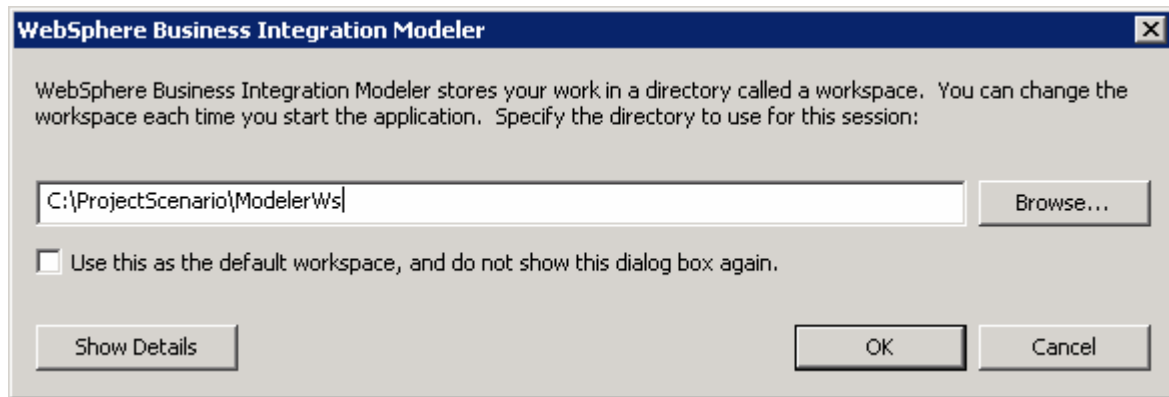 WebSphere Business Integration Modeler
WebSphere Business Integration Modeler stores your work in a directory called a workspace.  You can change the
workspace each time you start the application.  Specify the directory to use for this session:
C:\ProjectScenario\ModelerWs
Browse...
Use this as the default workspace, and do not show this dialog box again.
Show Details
OK
Cancel